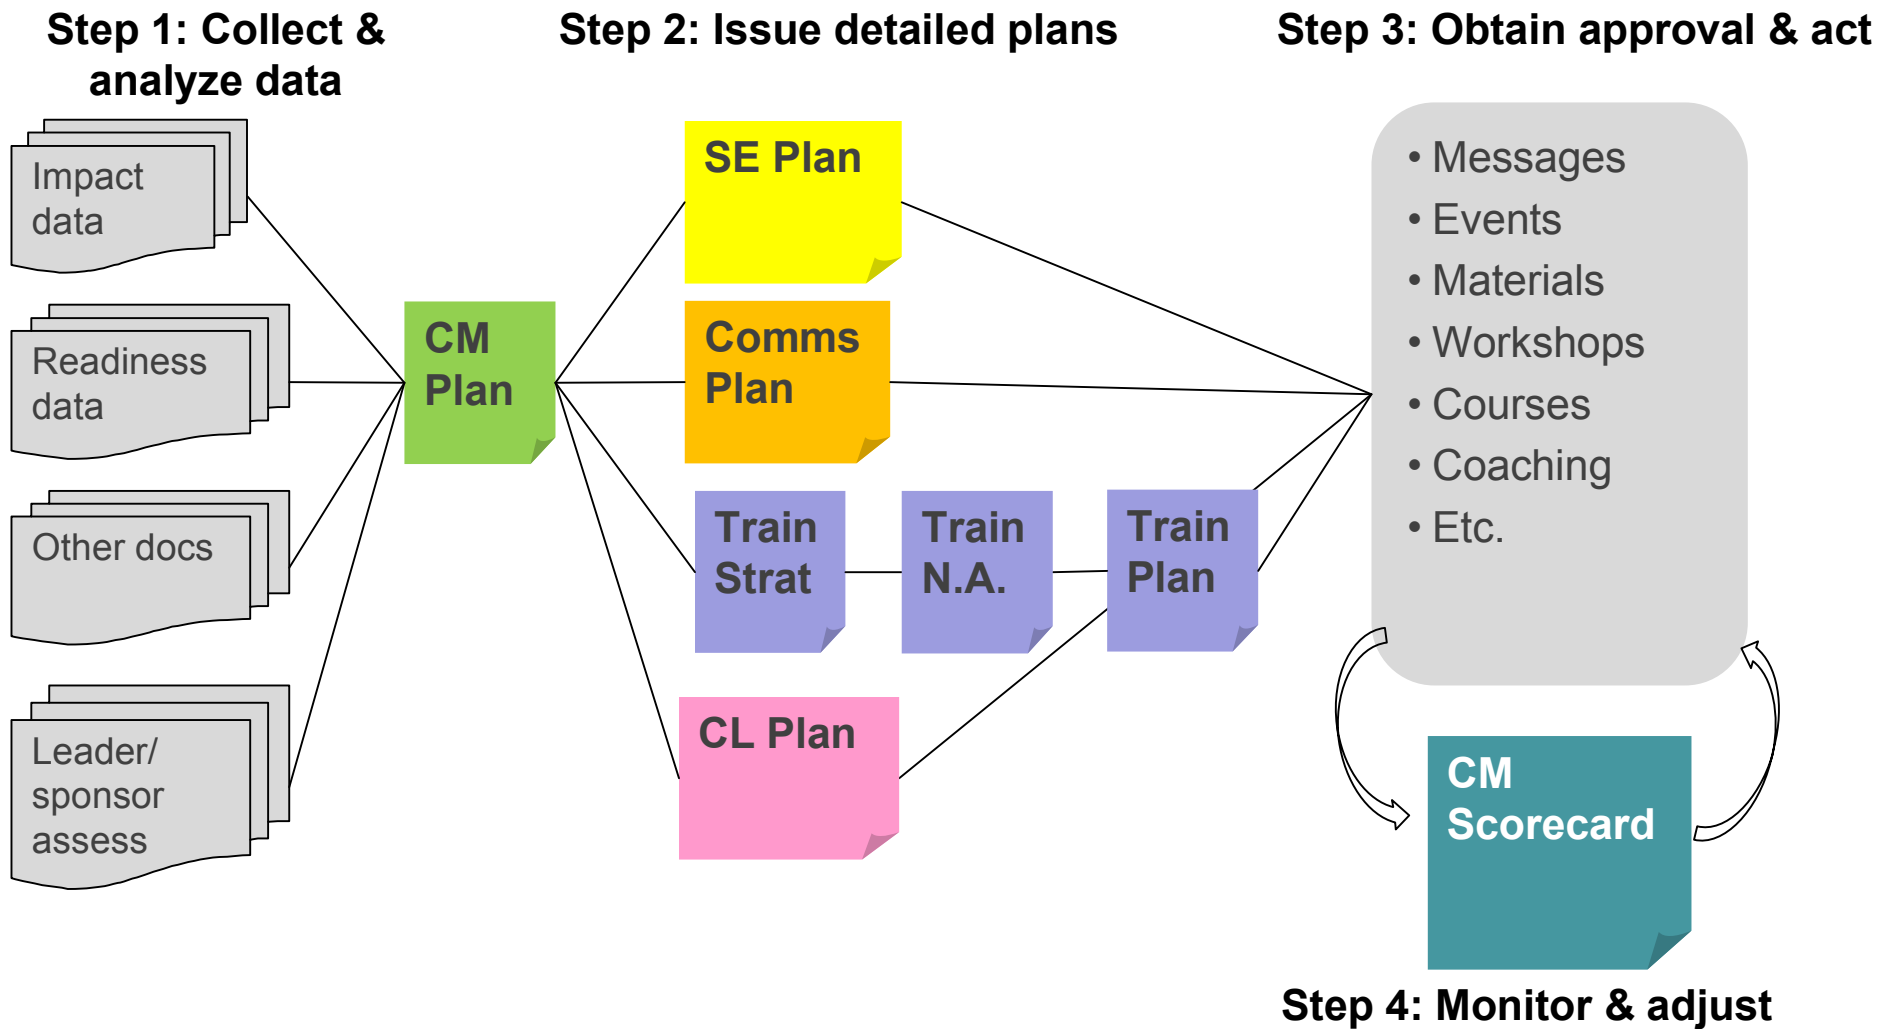 Step 1: Collect &
analyze data
Impact
data
Readiness
data
Other docs
Leader/
sponsor
assess
CM
Plan
Step 2: Issue detailed plans
SE Plan
Comms
Plan
Train
Strat
Train
N.A.
Train
Plan
CL Plan
Step 3: Obtain approval & act
• Messages
• Events
• Materials
• Workshops
• Courses
• Coaching
• Etc.
CM
Scorecard
Step 4: Monitor & adjust